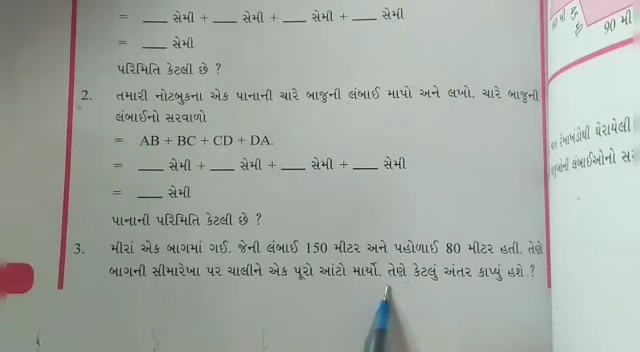 = ___ સેમી + ___ સેમી + ___ સેમી + ___ સેમી
= ___ સેમી
પરિમિતિ કેટલી છે ?
2. તમારી નોટબુકના એક પાનાની ચારે બાજુની લંબાઈ માપો અને લખો. ચારે બાજુની
લંબાઈનો સરવાળો
= AB + BC + CD + DA.
= ___ સેમી + ___ સેમી + ___ સેમી + ___ સેમી
= ___ સેમી
પાનાની પરિમિતિ કેટલી છે ?
3. મીરાં એક બાગમાં ગઈ. જેની લંબાઈ 150 મીટર અને પહોળાઈ 80 મીટર હતી. તેણે
બાગની સીમારેખા પર ચાલીને એક પૂરો આંટો માર્યો. તેણે કેટલું અંતર કાપ્યું હશે ?
90 મી
રેખાખંડોથી ઘેરાયેલી